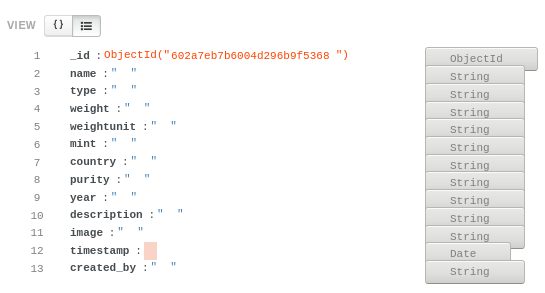 VIEW {}
1 _id :ObjectId("602a7eb7b6004d296b9f5368 ") ObjectId
2 name :" " String
3 type :" " String
4 weight :" " String
5 weightunit :" " String
6 mint :" " String
7 country :" " String
8 purity :" " String
9 year :" " String
10 description :" " String
11 image :" " String
12 timestamp : Date
13 created_by :" " String